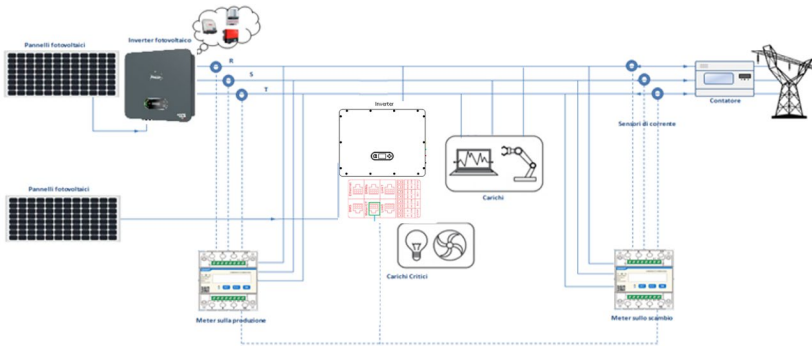 Pannelli fotovoltaici
Inverter fotovoltaico
R
S
T
Contatore
Inverter
Sensori di corrente
Pannelli fotovoltaici
Carichi
Carichi Critici
Meter sulla produzione
Meter sullo scambio